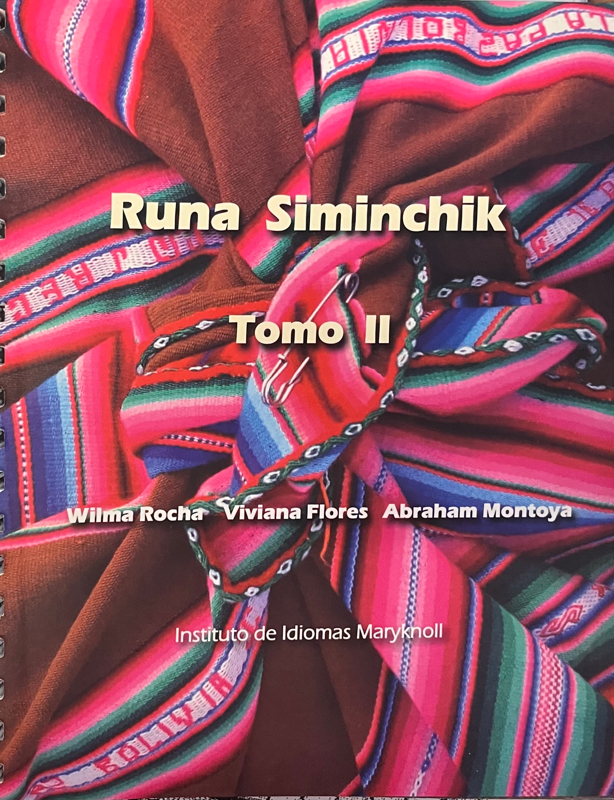 Runa Siminchik
Tomo II
Wilma Rocha Viviana Flores Abraham Montoya
Instituto de Idiomas Maryknoll